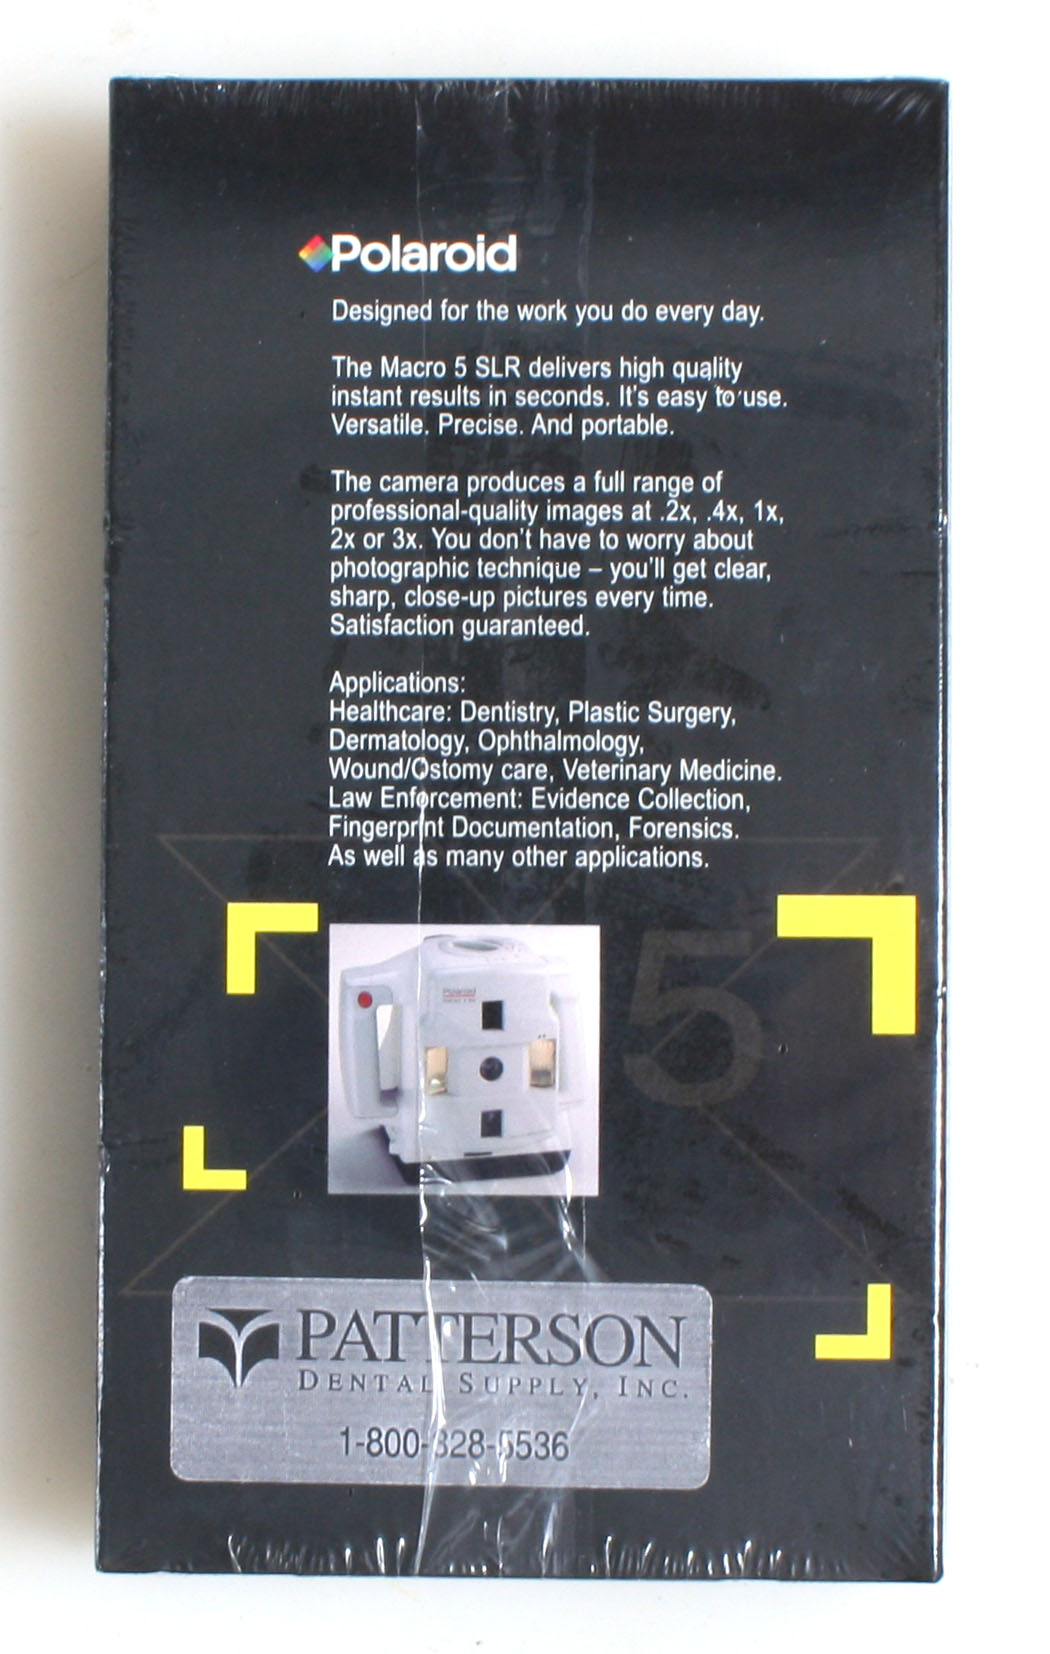 Polaroid
Designed for the work you do every day.
The Macro 5 SLR delivers high quality
instant results in seconds. It's easy to use.
Versatile. Precise. And portable.
The camera produces a full range of
professional-quality images at .2x, .4x, 1x,
2x or 3x. You don't have to worry about
photographic technique – you'll get clear,
sharp, close-up pictures every time.
Satisfaction guaranteed.
Applications:
Healthcare: Dentistry, Plastic Surgery,
Dermatology, Ophthalmology,
Wound/Ostomy care, Veterinary Medicine.
Law Enforcement: Evidence Collection,
Fingerprint Documentation, Forensics.
As well as many other applications.
5
Polaroid
PATTERSON
DENTAL SUPPLY, INC.
1-800-328-5536